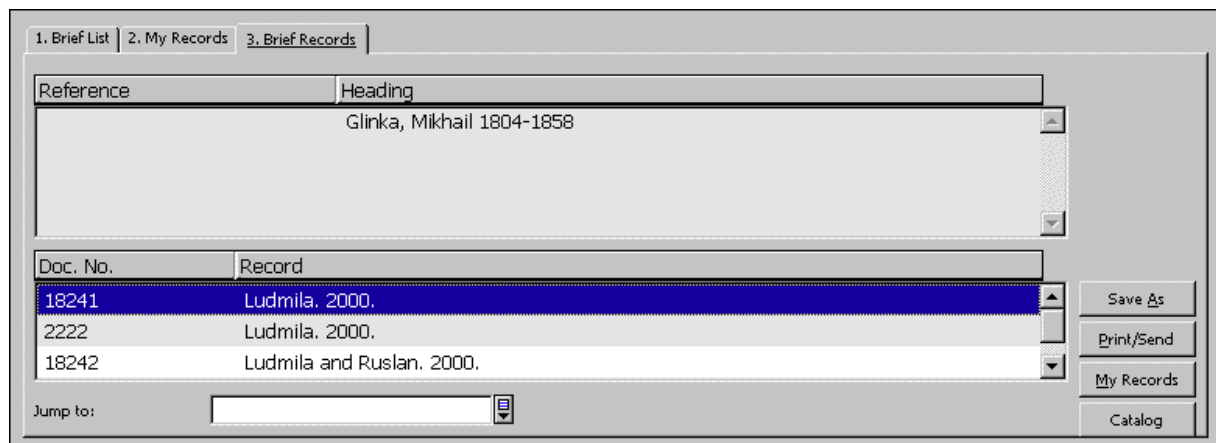 1. Brief List 2. My Records 3. Brief Records
Reference Heading
Glinka, Mikhail 1804-1858
Doc. No. Record
18241 Ludmila. 2000.
2222 Ludmila. 2000.
18242 Ludmila and Ruslan. 2000.
Save As
Print/Send
My Records
Jump to:
Catalog